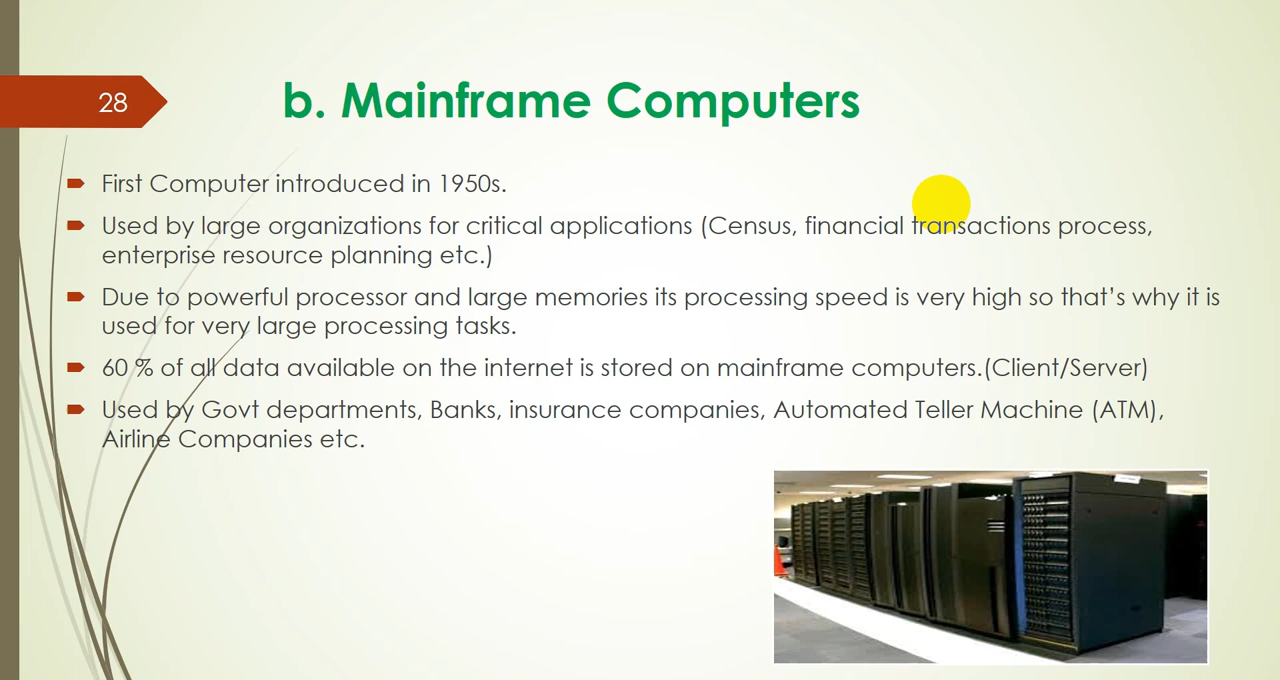 28
b. Mainframe Computers
First Computer introduced in 1950s.
Used by large organizations for critical applications (Census, financial transactions process,
enterprise resource planning etc.)
Due to powerful processor and large memories its processing speed is very high so that’s why it is
used for very large processing tasks.
60 % of all data available on the internet is stored on mainframe computers.(Client/Server)
Used by Govt departments, Banks, insurance companies, Automated Teller Machine (ATM),
Airline Companies etc.